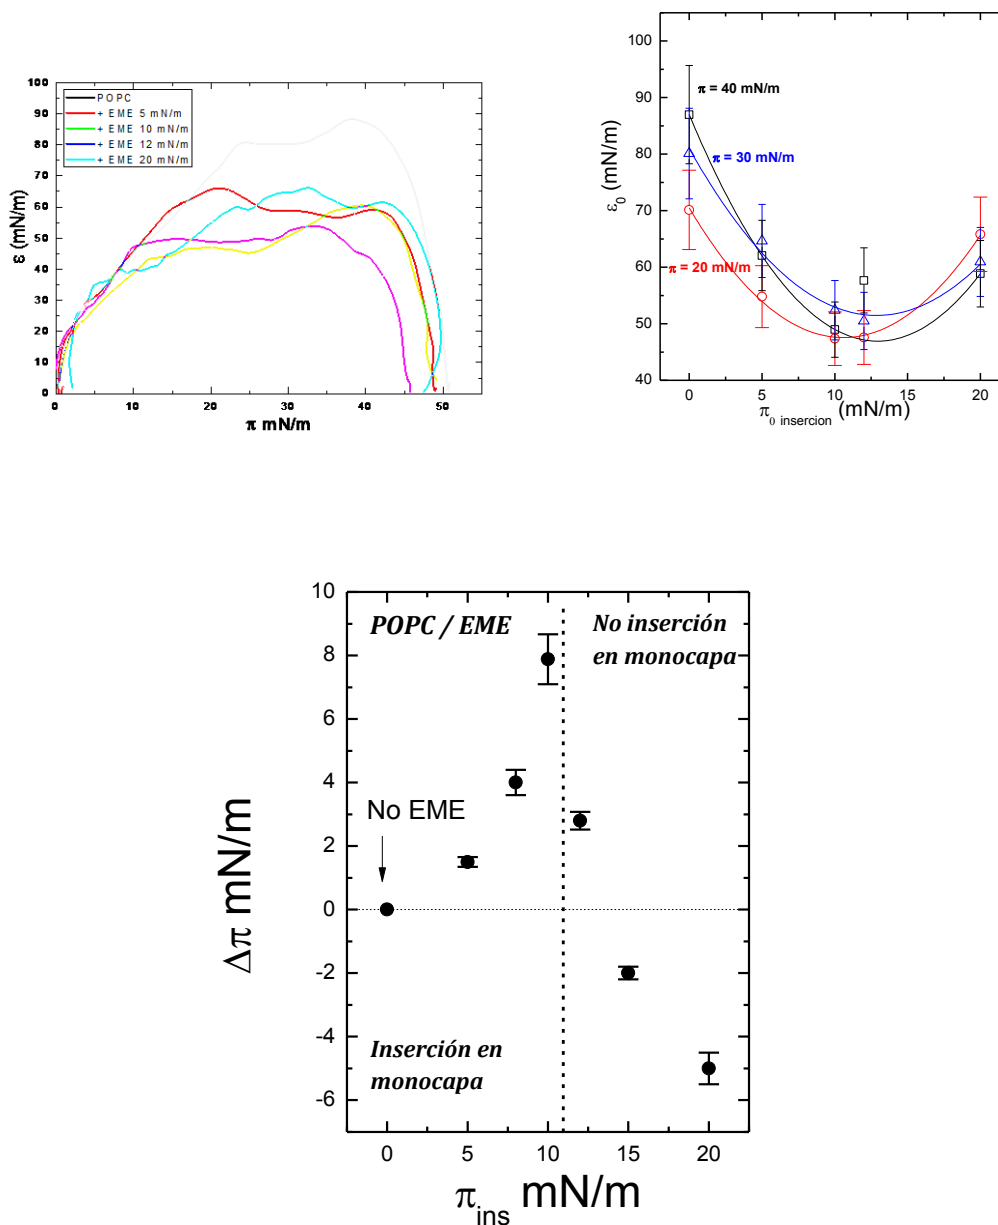 100
90
80
70
60
50
40
30
20
10
0
ε (mN/m)
POPC
+ EME 5 mN/m
+ EME 10 mN/m
+ EME 12 mN/m
+ EME 20 mN/m
0 10 20 30 40 50
π mN/m
100
90
80
70
60
50
40
ε0 (mN/m)
π = 40 mN/m
π = 30 mN/m
π = 20 mN/m
0 5 10 15 20
π0 insercion (mN/m)
10
8
6
4
2
0
-2
-4
-6
Δπ mN/m
POPC / EME
No inserción
en monocapa
No EME
Inserción en
monocapa
0 5 10 15 20
πins mN/m